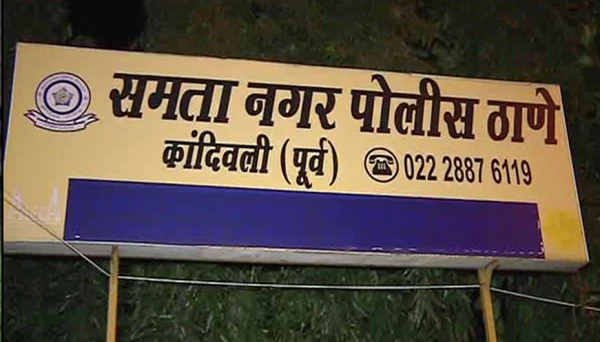 समता नगर पोलीस ठाणे
कांदिवली (पूर्व) 022 2887 6119